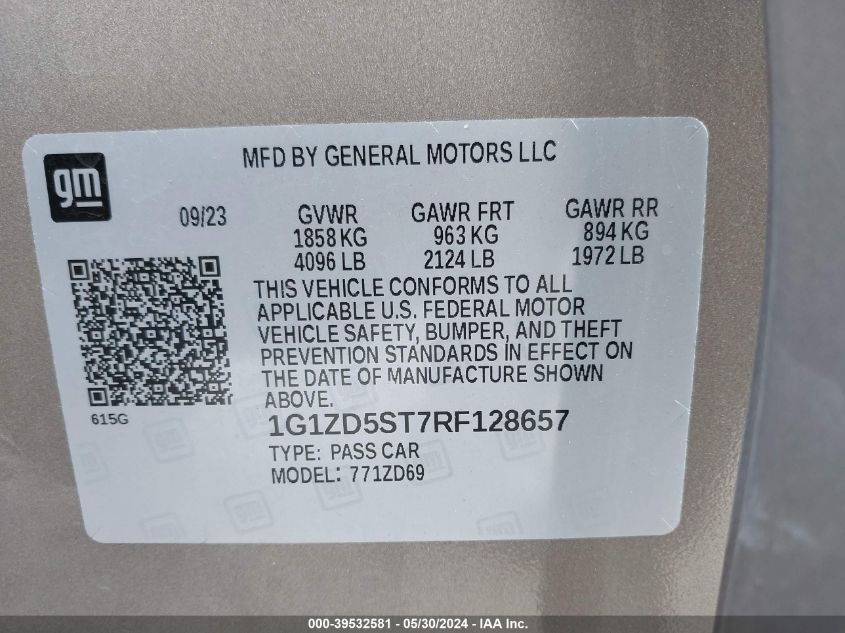 gm
MFD BY GENERAL MOTORS LLC
09/23 GVWR GAWR FRT GAWR RR
1858 KG 963 KG 894 KG
4096 LB 2124 LB 1972 LB
THIS VEHICLE CONFORMS TO ALL
APPLICABLE U.S. FEDERAL MOTOR
VEHICLE SAFETY, BUMPER, AND THEFT
PREVENTION STANDARDS IN EFFECT ON
THE DATE OF MANUFACTURE SHOWN
ABOVE.
615G
1G1ZD5ST7RF128657
TYPE: PASS CAR
MODEL: 771ZD69
000-39532581 - 05/30/2024 - IAA Inc.